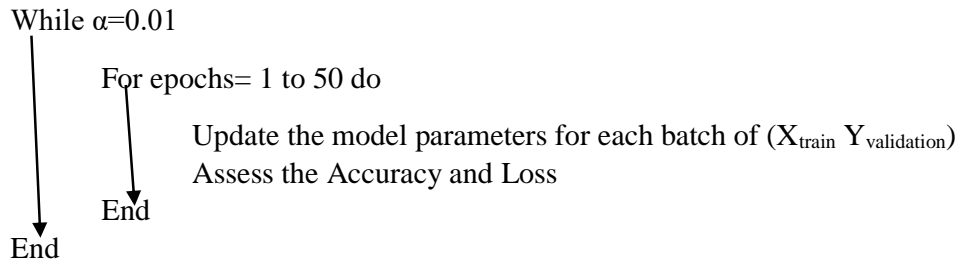 While α=0.01
For epochs= 1 to 50 do
Update the model parameters for each batch of (Xtrain Yvalidation)
Assess the Accuracy and Loss
End
End